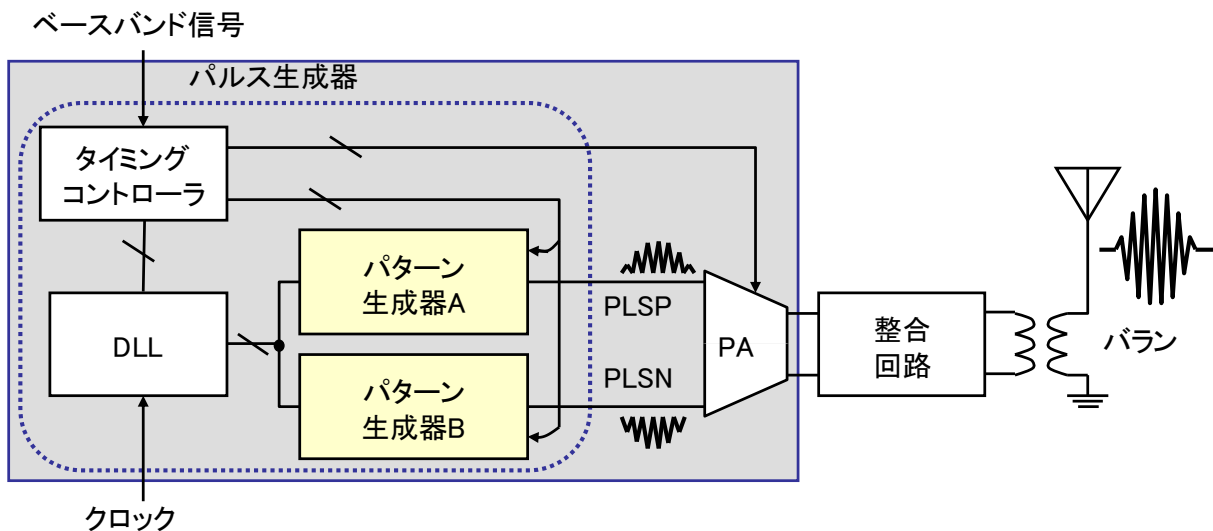 ベースバンド信号
パルス生成器
タイミング
コントローラ
パターン
生成器A
PLSP
DLL
PA
整合
回路
バラン
パターン
生成器B
PLSN
クロック